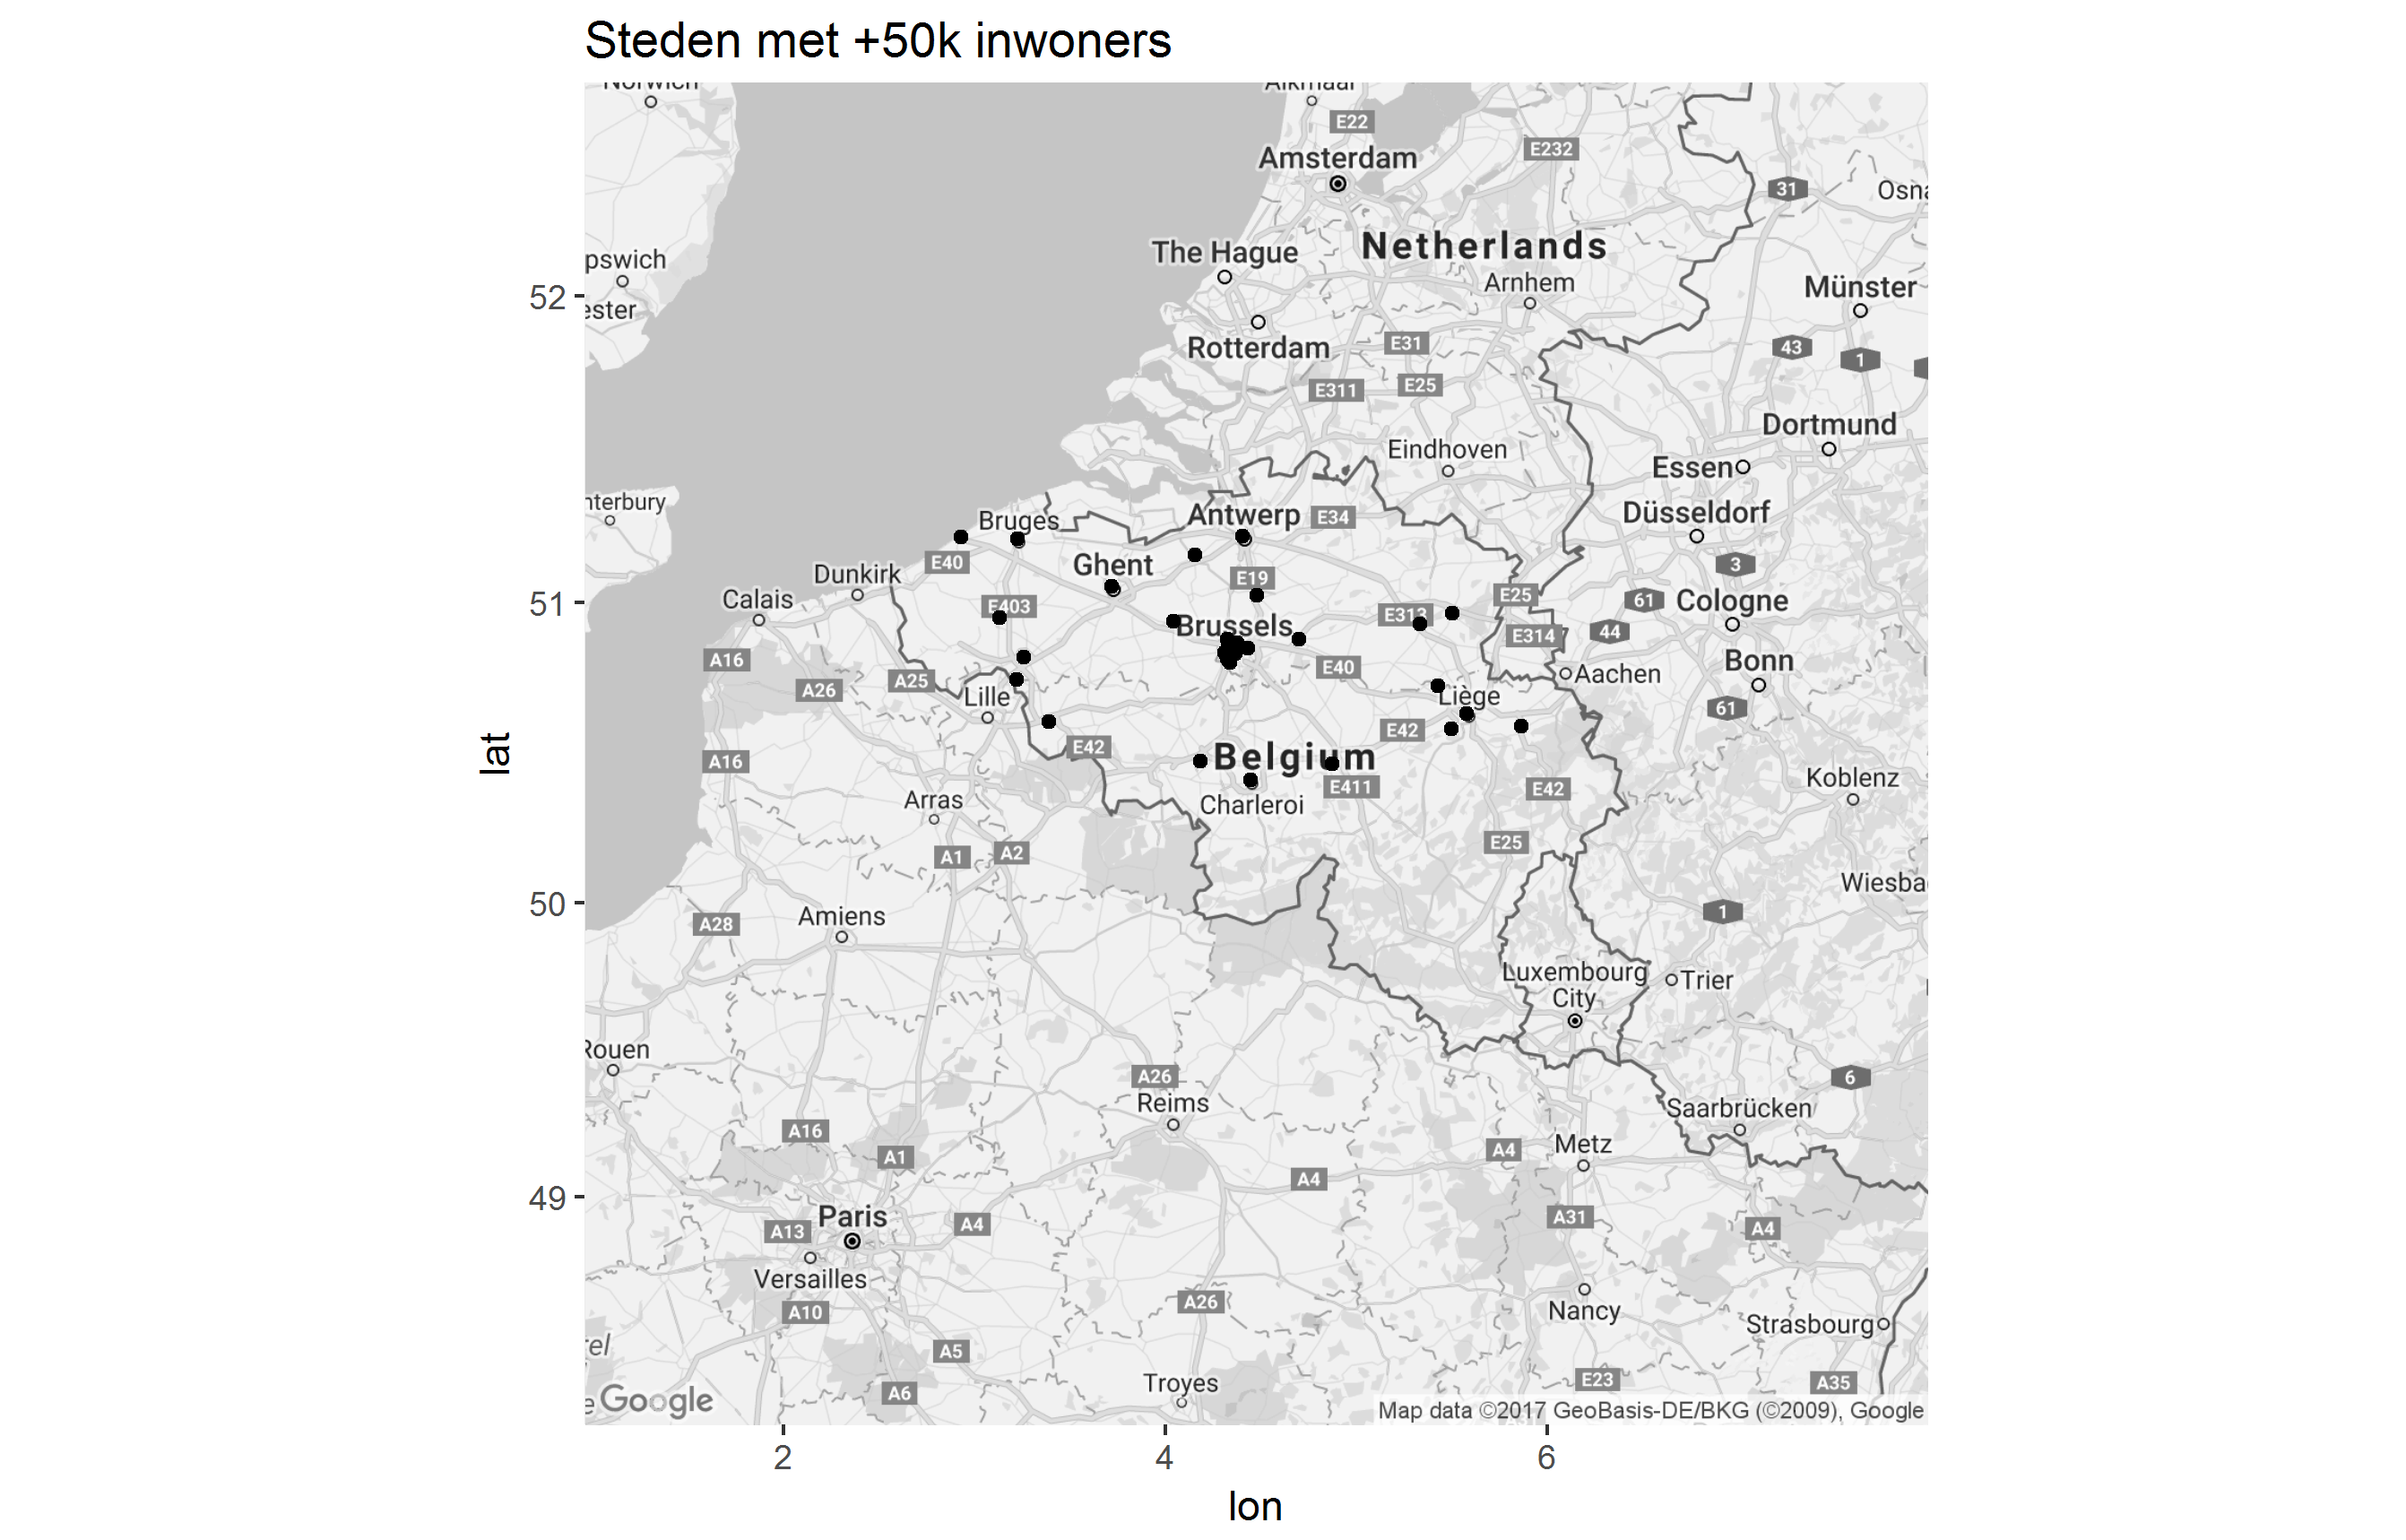 Steden met +50k inwoners
Norwich
Alkmaar
E22
E232
Amsterdam
31
Osna
Netherlands
The Hague
pswich
Arnhem
Münster
52
ester
Rotterdam
E31
43
1
E311
E25
Dortmund
Eindhoven
Essen
nterbury
Bruges
Antwerp
E34
Düsseldorf
E40
Ghent
3
Dunkirk
E19
Calais
E403
E25
61
Cologne
51
E313
Brussels
E314
44
A16
E40
Bonn
A25
A26
Aachen
Lille
Liège
61
E42
lat
E42
Belgium
A16
Koblenz
E411
E42
Arras
Charleroi
E25
A1
A2
Wiesba
50
1
Amiens
A28
Luxembourg
City
Trier
Rouen
A26
6
Reims
Saarbrücken
A16
Metz
A4
A1
A4
49
Paris
A13
A4
A31
A4
Versailles
A26
A10
Nancy
Strasbourg
el
A5
Troyes
E23
A35
A6
e Google
Map data ©2017 GeoBasis-DE/BKG (©2009), Google
2
4
6
lon